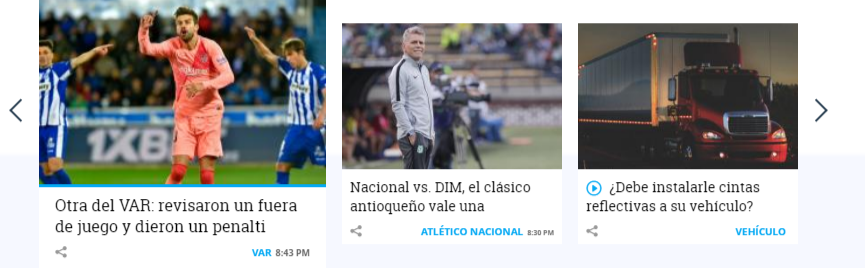 1XB
Otra del VAR: revisaron un fuera
de juego y dieron un penalti
VAR 8:43 PM
Nacional vs. DIM, el clásico
antioqueño vale una
ATLÉTICO NACIONAL 8:30 PM
¿Debe instalarle cintas
reflectivas a su vehículo?
VEHÍCULO